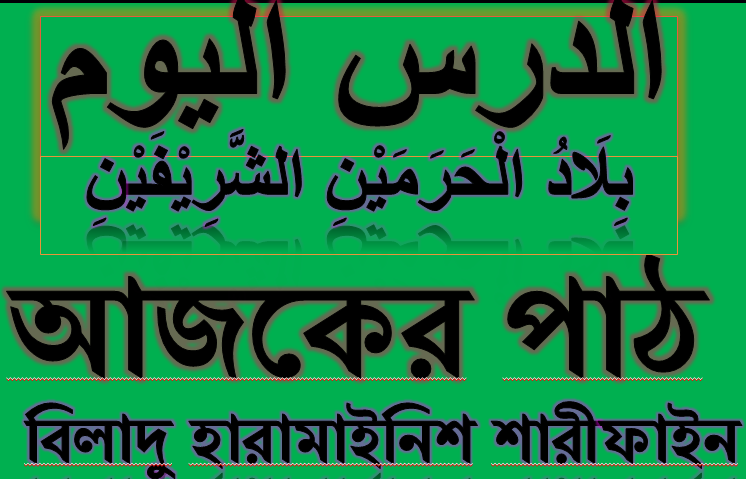 الدرس اليوم
بِلَادُ الْحَرَمَيْنِ الشَّرِيْفَيْنِ
আজকের পাঠ
বিলাদু হারামাইনিশ শারীফাইন